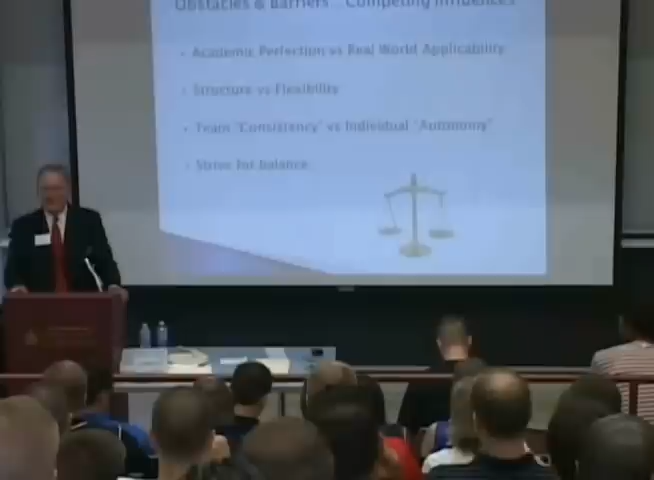 Obstacles & Barriers Competing Influences
• Academic Perfection vs Real World Applicability
• Structure vs Flexibility
• Team "Consistency" vs Individual "Autonomy"
• Strive for balance